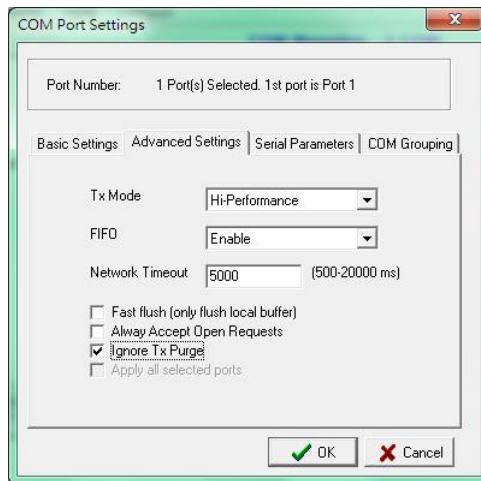 COM Port Settings
Port Number: 1 Port(s) Selected. 1st port is Port 1
Basic Settings Advanced Settings Serial Parameters COM Grouping
Tx Mode Hi-Performance
FIFO Enable
Network Timeout 5000 (500-20000 ms)
Fast flush (only flush local buffer)
Alway Accept Open Requests
Ignore Tx Purge
Apply all selected ports
OK Cancel